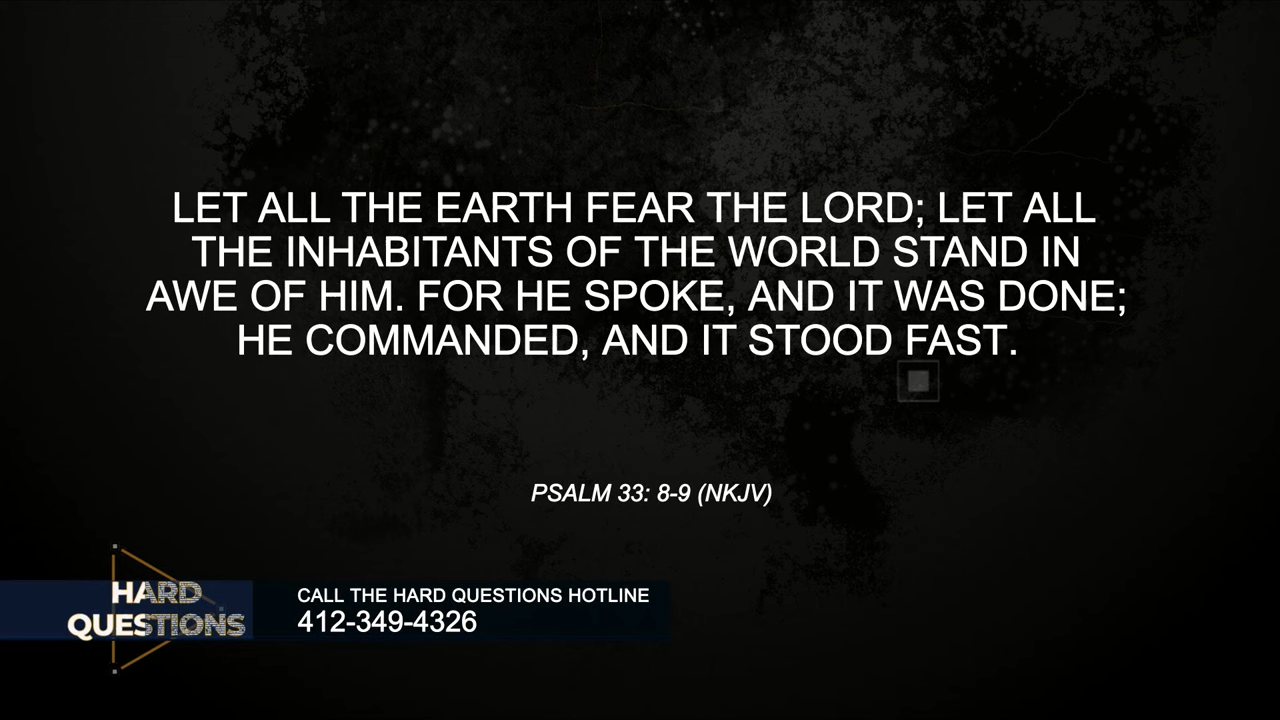 LET ALL THE EARTH FEAR THE LORD; LET ALL
THE INHABITANTS OF THE WORLD STAND IN
AWE OF HIM. FOR HE SPOKE, AND IT WAS DONE;
HE COMMANDED, AND IT STOOD FAST.
PSALM 33: 8-9 (NKJV)
HARD
QUESTIONS
CALL THE HARD QUESTIONS HOTLINE
412-349-4326